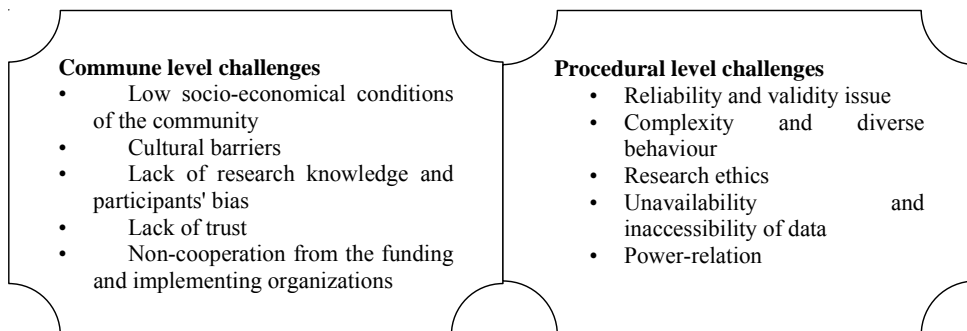 Commune level challenges
• Low socio-economical conditions
of the community
• Cultural barriers
• Lack of research knowledge and
participants' bias
• Lack of trust
• Non-cooperation from the funding
and implementing organizations
Procedural level challenges
• Reliability and validity issue
• Complexity and diverse
behaviour
• Research ethics
• Unavailability and
inaccessibility of data
• Power-relation